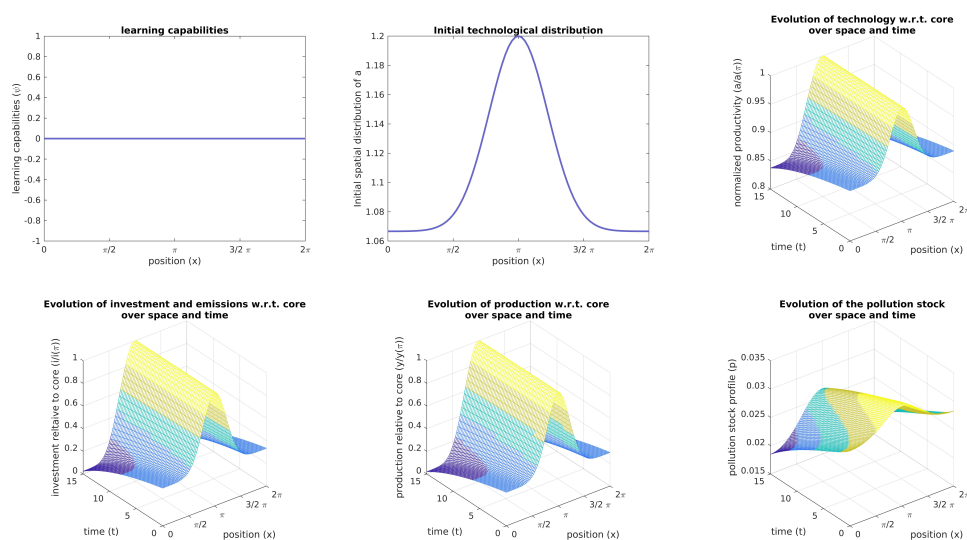 learning capabilities
learning capabilities (ψ)
1
0.8
0.6
0.4
0.2
0
-0.2
-0.4
-0.6
-0.8
-1
0
π/2
π
3/2 π
2π
position (x)
Initial technological distribution
Initial spatial distribution of a
1.2
1.18
1.16
1.14
1.12
1.1
1.08
1.06
0
π/2
π
3/2 π
2π
position (x)
Evolution of technology w.r.t. core
over space and time
normalized productivity (a/a(π))
1
0.95
0.9
0.85
0.8
15
10
5
0
time (t)
0
π/2
π
3/2 π
2π
position (x)
Evolution of investment and emissions w.r.t. core
over space and time
investment reltaive to core (i/i(π))
1
0.8
0.6
0.4
0.2
0
15
10
5
0
time (t)
0
π/2
π
3/2 π
2π
position (x)
Evolution of production w.r.t. core
over space and time
production relative to core (y/y(π))
1
0.8
0.6
0.4
0.2
0
15
10
5
0
time (t)
0
π/2
π
3/2 π
2π
position (x)
Evolution of the pollution stock
over space and time
pollution stock profile (p)
0.035
0.03
0.025
0.02
0.015
15
10
5
0
time (t)
0
π/2
π
3/2 π
2π
position (x)